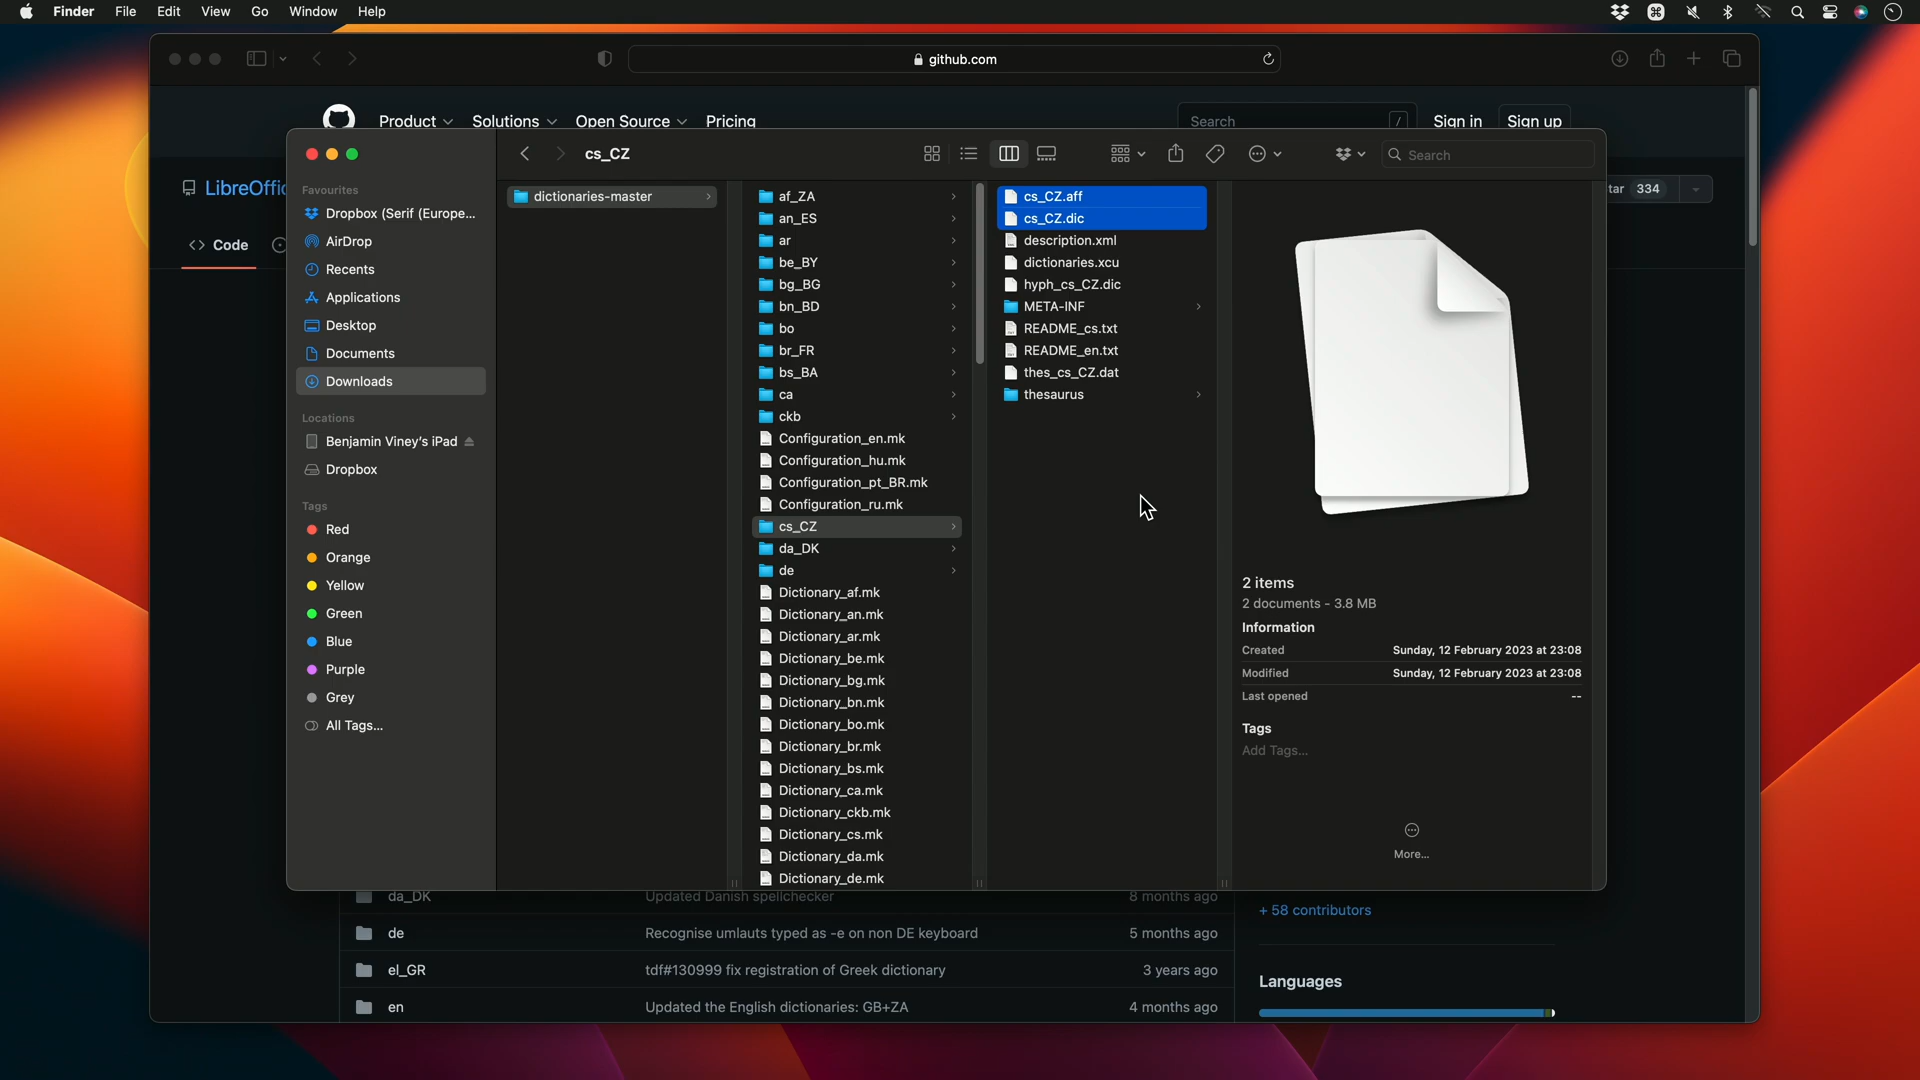 Finder File Edit View Go Window Help
github.com
Product Solutions Open Source Pricing
Search /
Sign in Sign up
LibreOffic
tar 334
<> Code
cs_CZ
Search
Favourites
Dropbox (Serif (Europe...
AirDrop
Recents
Applications
Desktop
Documents
Downloads
Locations
Benjamin Viney's iPad
Dropbox
Tags
Red
Orange
Yellow
Green
Blue
Purple
Grey
All Tags...
dictionaries-master
af_ZA
an_ES
ar
be_BY
bg_BG
bn_BD
bo
br_FR
bs_BA
ca
ckb
Configuration_en.mk
Configuration_hu.mk
Configuration_pt_BR.mk
Configuration_ru.mk
cs_CZ
da_DK
de
Dictionary_af.mk
Dictionary_an.mk
Dictionary_ar.mk
Dictionary_be.mk
Dictionary_bg.mk
Dictionary_bn.mk
Dictionary_bo.mk
Dictionary_br.mk
Dictionary_bs.mk
Dictionary_ca.mk
Dictionary_ckb.mk
Dictionary_cs.mk
Dictionary_da.mk
Dictionary_de.mk
cs_CZ.aff
cs_CZ.dic
description.xml
dictionaries.xcu
hyph_cs_CZ.dic
META-INF
README_cs.txt
README_en.txt
thes_cs_CZ.dat
thesaurus
2 items
2 documents - 3.8 MB
Information
Created Sunday, 12 February 2023 at 23:08
Modified Sunday, 12 February 2023 at 23:08
Last opened --
Tags
Add Tags...
More...
da_DK Updated Danish spellchecker 8 months ago
de Recognise umlauts typed as -e on non DE keyboard 5 months ago
el_GR tdf#130999 fix registration of Greek dictionary 3 years ago
en Updated the English dictionaries: GB+ZA 4 months ago
+ 58 contributors
Languages